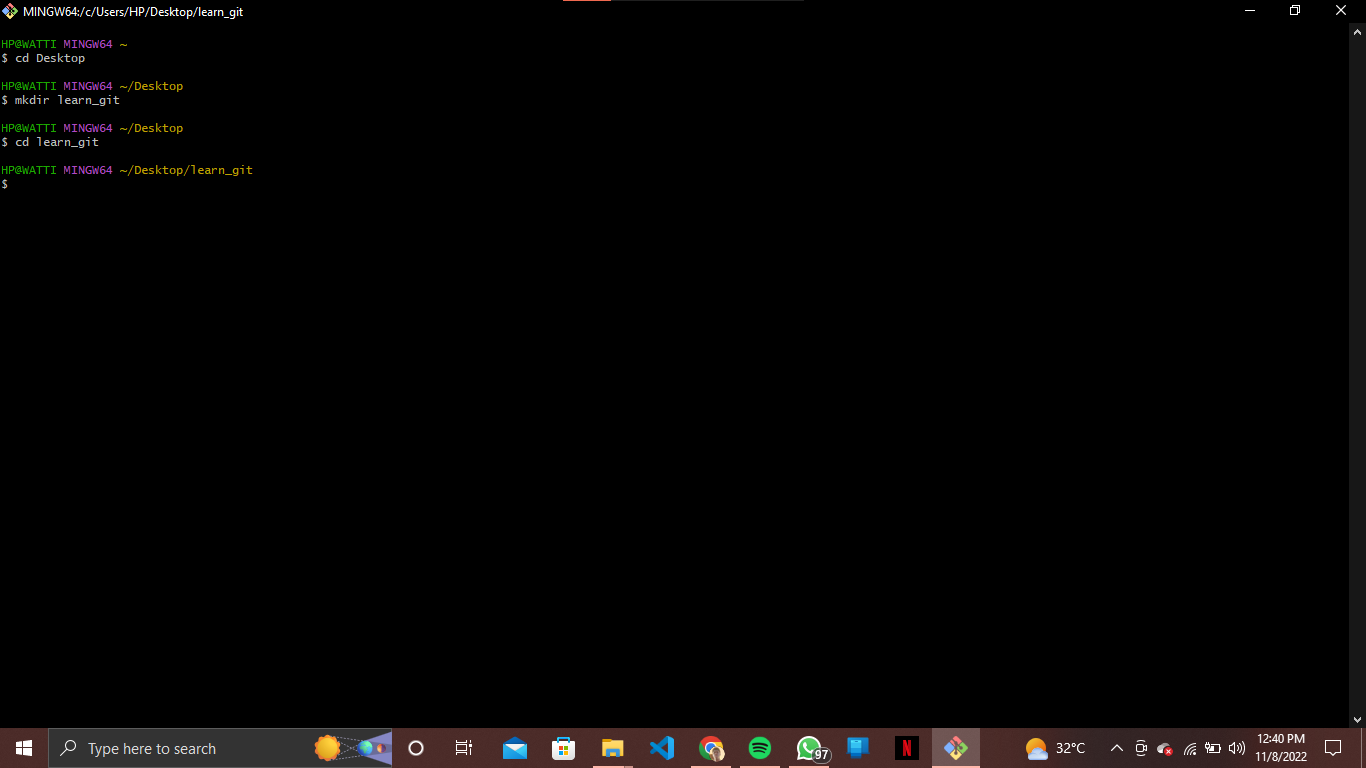 MINGW64:/c/Users/HP/Desktop/learn_git
HP@WATTI MINGW64 ~
$ cd Desktop
HP@WATTI MINGW64 ~/Desktop
$ mkdir learn_git
HP@WATTI MINGW64 ~/Desktop
$ cd learn_git
HP@WATTI MINGW64 ~/Desktop/learn_git
$
Type here to search
97
N
32°C
12:40 PM
11/8/2022